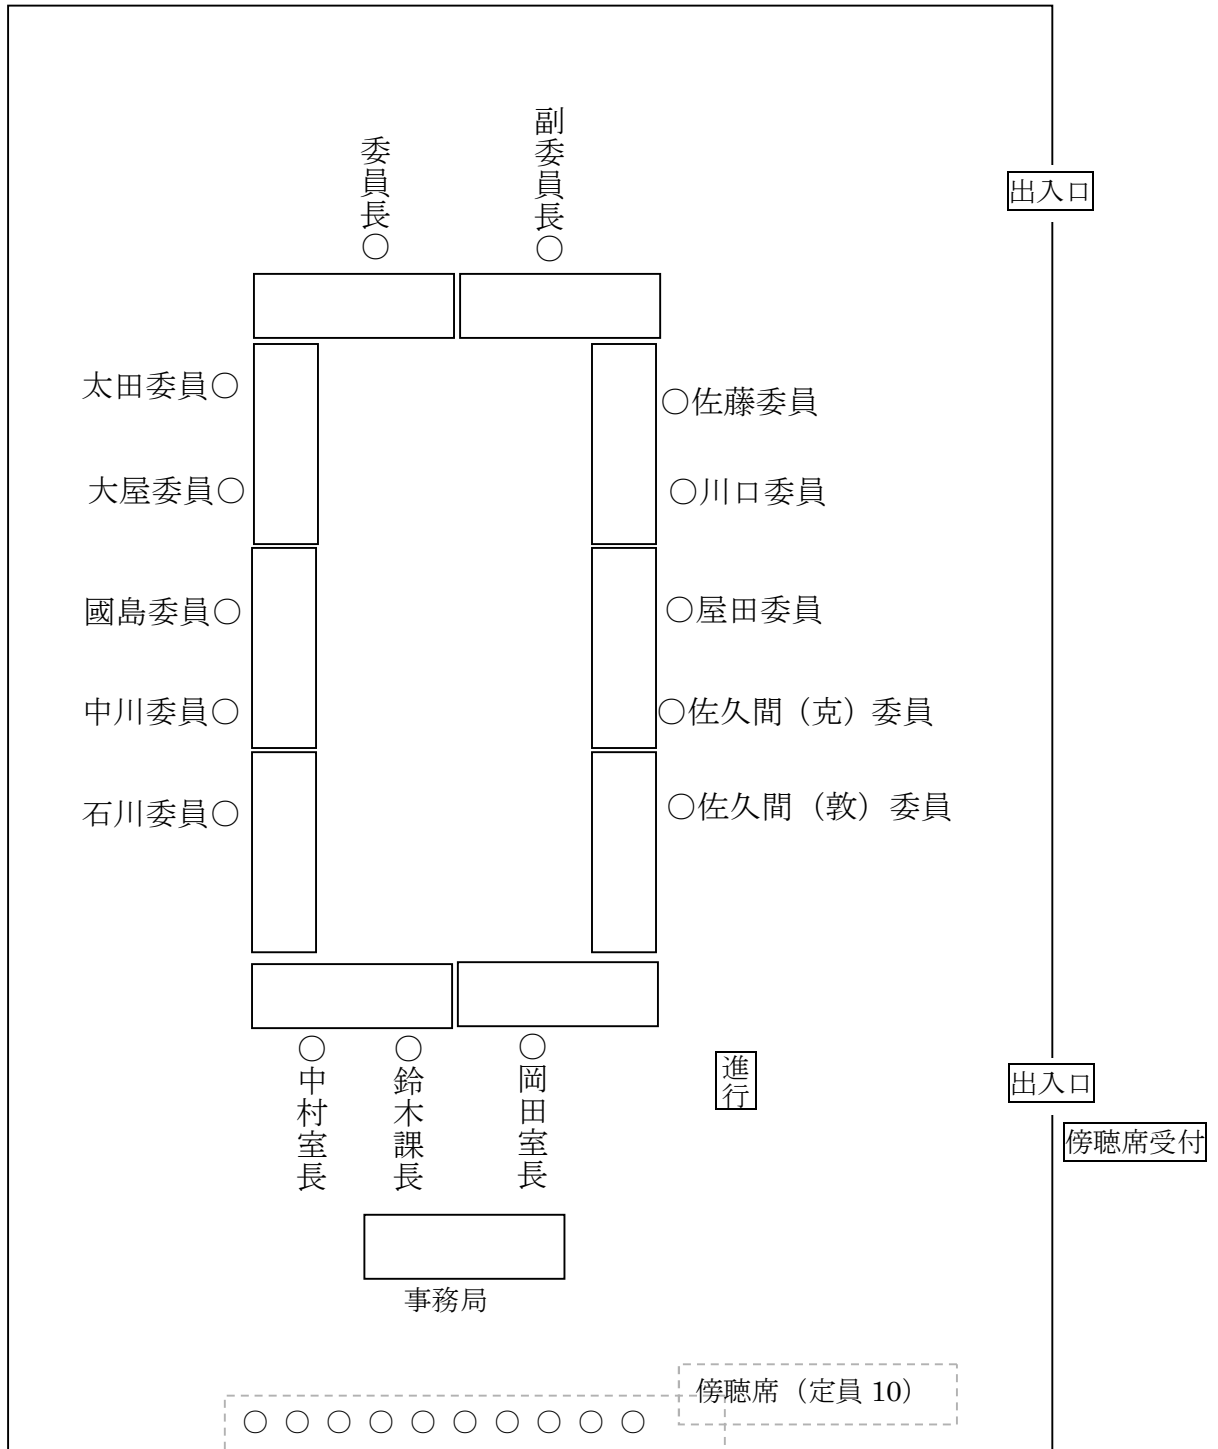 副委員長○
委員長○
出入口
太田委員○
○佐藤委員
大屋委員○
○川口委員
國島委員○
○屋田委員
中川委員○
○佐久間（克）委員
石川委員○
○佐久間（敦）委員
○中村室長
○鈴木課長
○岡田室長
進行
出入口
傍聴席受付
事務局
傍聴席（定員 10）
○ ○ ○ ○ ○ ○ ○ ○ ○ ○